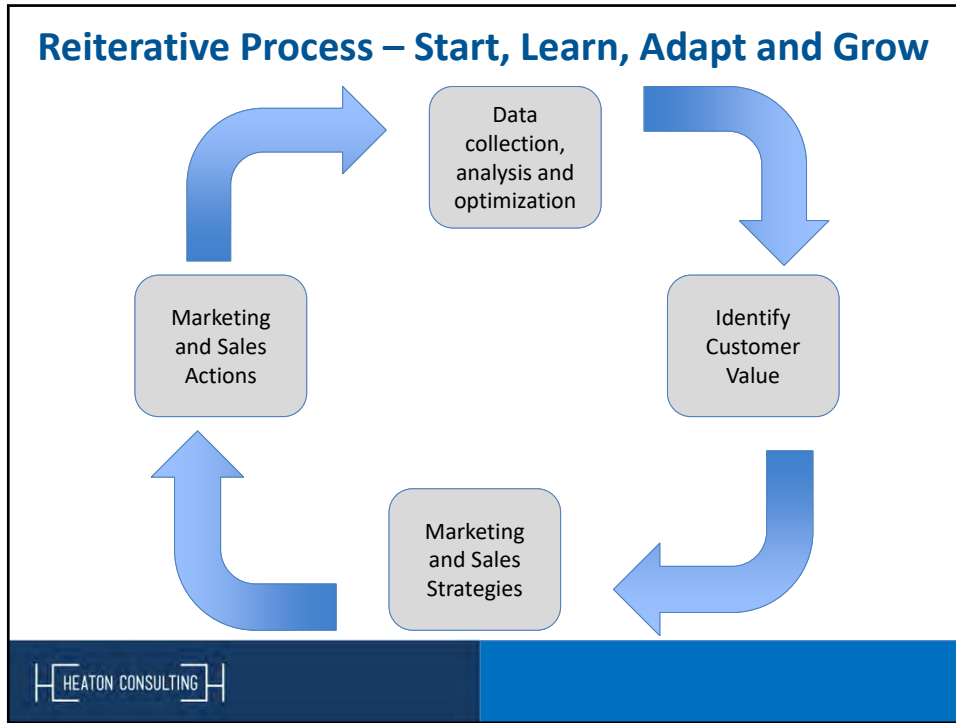 Reiterative Process – Start, Learn, Adapt and Grow
Data
collection,
analysis and
optimization
Marketing
and Sales
Actions
Identify
Customer
Value
Marketing
and Sales
Strategies
HEATON CONSULTING